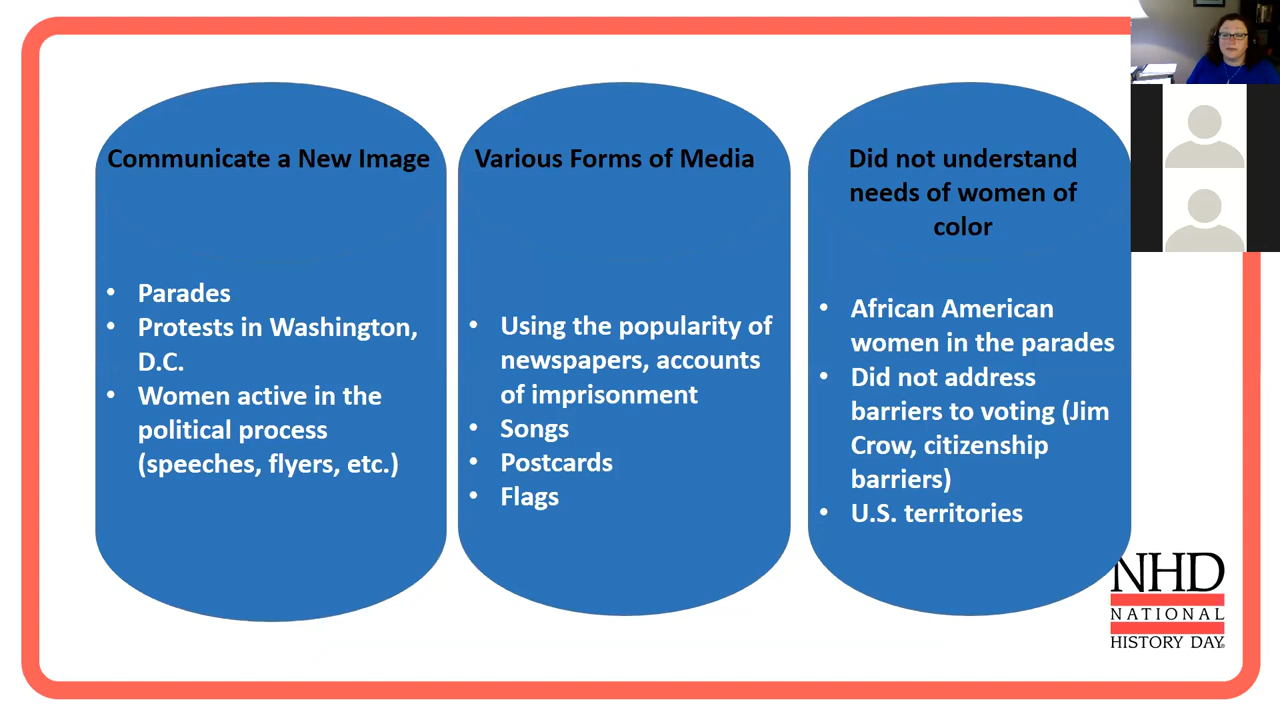 Communicate a New Image
• Parades
• Protests in Washington,
D.C.
• Women active in the
political process
(speeches, flyers, etc.)
Various Forms of Media
• Using the popularity of
newspapers, accounts
of imprisonment
• Songs
• Postcards
• Flags
Did not understand
needs of women of
color
• African American
women in the parades
• Did not address
barriers to voting (Jim
Crow, citizenship
barriers)
• U.S. territories
NHD
NATIONAL
HISTORY DAY®